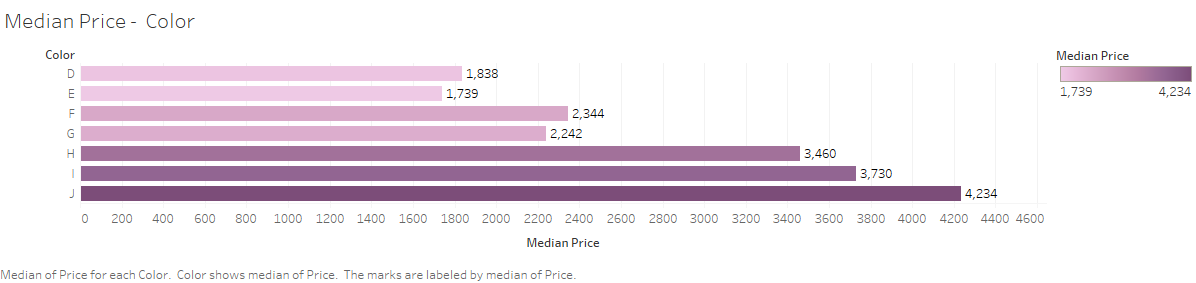 Median Price - Color
Color
Median Price
D 1,838
E 1,739
1,739 4,234
F 2,344
G 2,242
H 3,460
I 3,730
J 4,234
0 200 400 600 800 1000 1200 1400 1600 1800 2000 2200 2400 2600 2800 3000 3200 3400 3600 3800 4000 4200 4400 4600
Median Price
Median of Price for each Color. Color shows median of Price. The marks are labeled by median of Price.